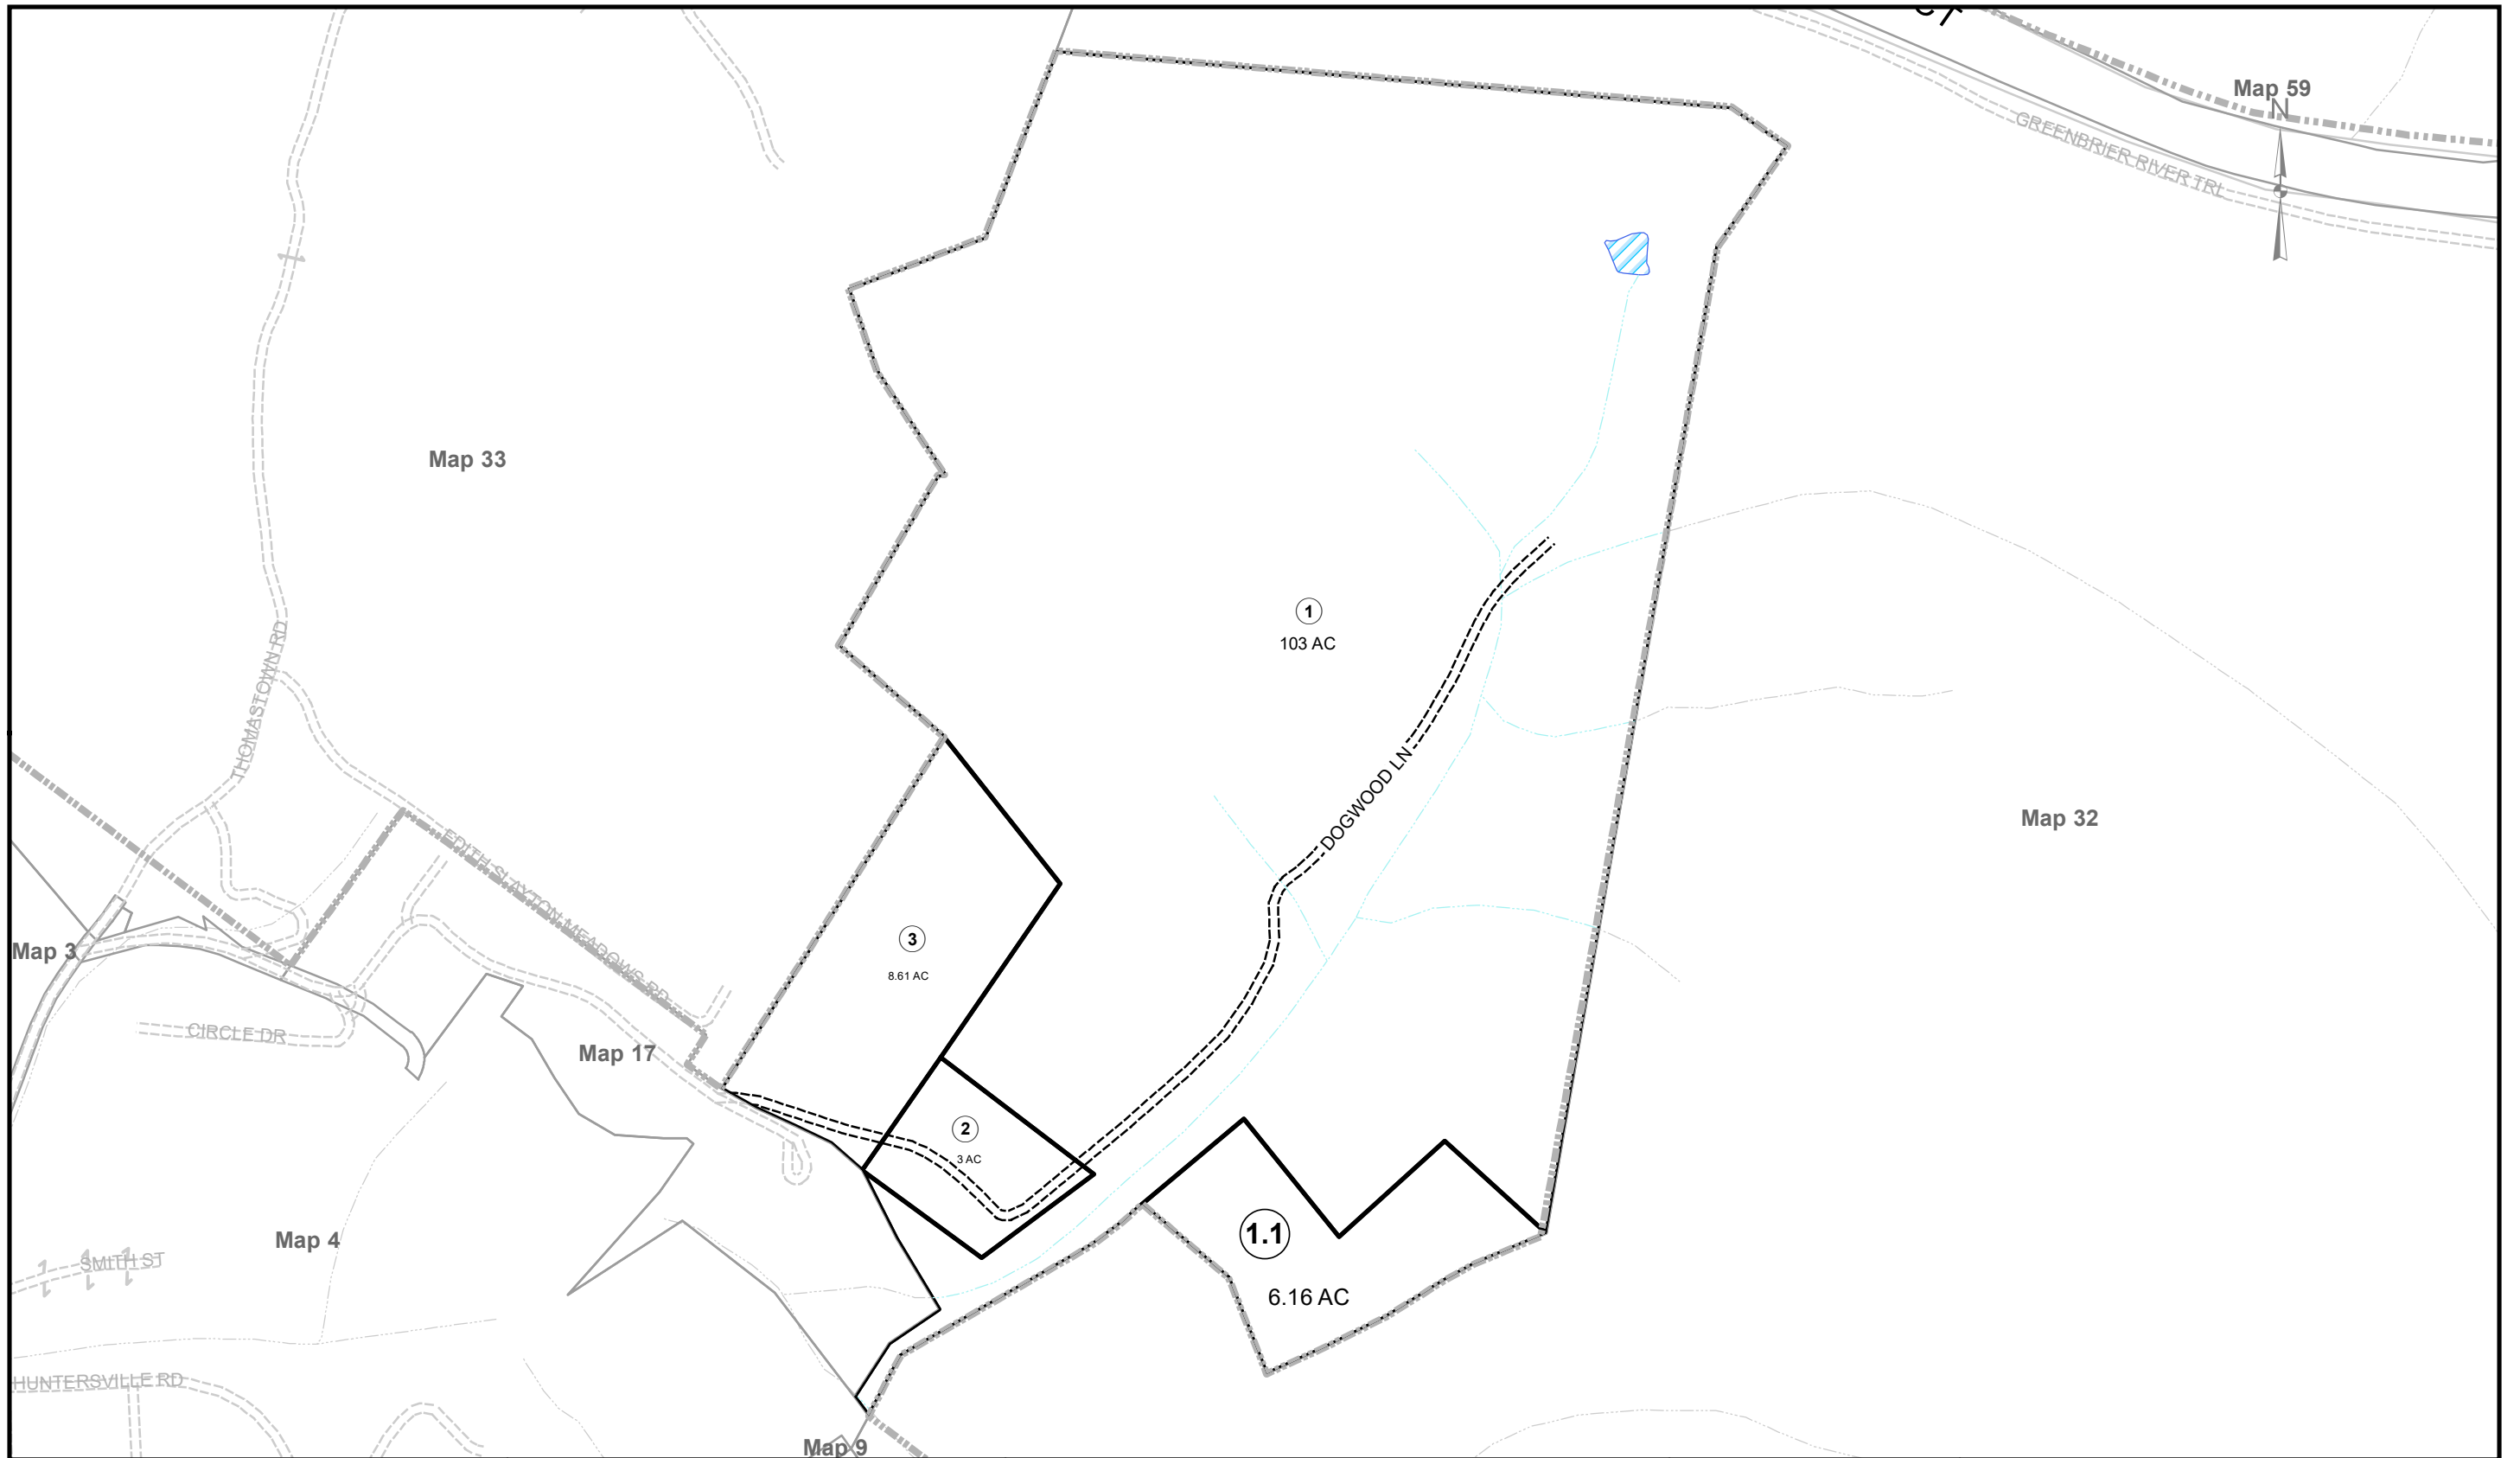 CT
Map 59
N
GREENBRIER RIVER TRL
Map 33
1
103 AC
THOMASTOWN RD
DOGWOOD LN
Map 32
EDITH SLAYTON MEADOWS RD
3
8.61 AC
Map 3
CIRCLE DR
Map 17
2
3 AC
1.1
6.16 AC
Map 4
SMITH ST
HUNTERSVILLE RD
Map 9